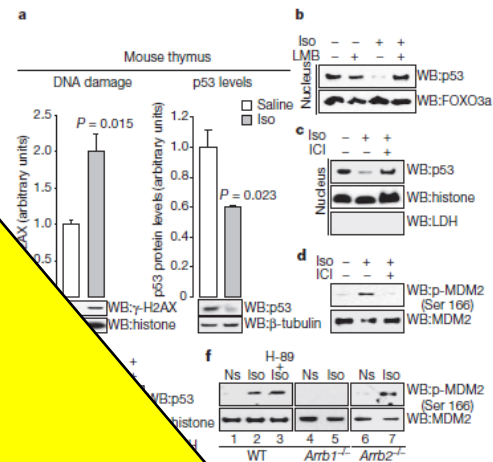 a
Mouse thymus
DNA damage
p53 levels
Saline
Iso
2.5
2.0
1.5
1.0
0.5
2AX (arbitrary units)
P = 0.015
WB:γ-H2AX
WB:histone
1.2
1.0
0.8
0.6
0.4
0.2
0
p53 protein levels (arbitrary units)
P = 0.023
WB:p53
WB:β-tubulin
b
Iso – – + +
LMB – + – +
Nucleus
WB:p53
WB:FOXO3a
c
Iso – + +
ICI – – +
Nucleus
WB:p53
WB:histone
WB:LDH
d
Iso – + +
ICI – – +
WB:p-MDM2
(Ser 166)
WB:MDM2
+
WB:p53
histone
H
f
H-89
+
Ns Iso Iso Ns Iso Ns Iso
WB:p-MDM2
(Ser 166)
WB:MDM2
1 2 3 4 5 6 7
WT Arrb1⁻/⁻ Arrb2⁻/⁻